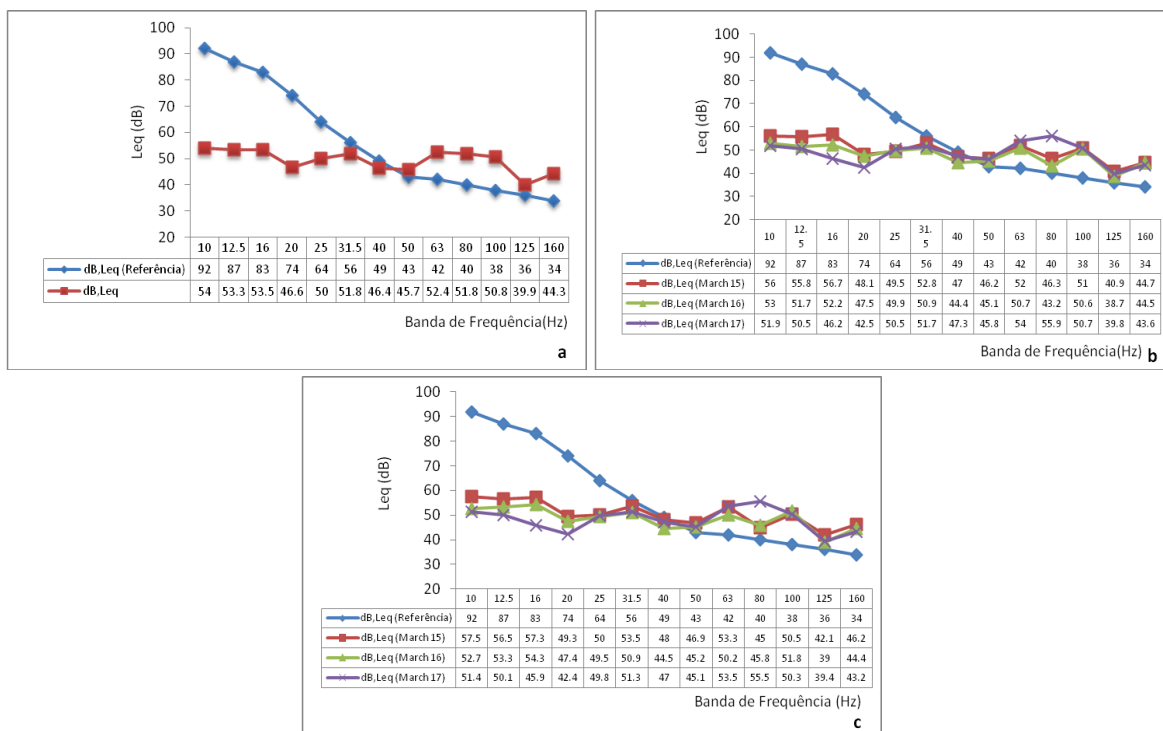 100
90
80
70
60
50
40
30
20
Leq (dB)
10 12.5 16 20 25 31.5 40 50 63 80 100 125 160
dB,Leq (Referência) 92 87 83 74 64 56 49 43 42 40 38 36 34
dB,Leq 54 53.3 53.5 46.6 50 51.8 46.4 45.7 52.4 51.8 50.8 39.9 44.3
Banda de Frequência(Hz)
a
100
90
80
70
60
50
40
30
20
Leq (dB)
10 12.5 16 20 25 31.5 40 50 63 80 100 125 160
dB,Leq (Referência) 92 87 83 74 64 56 49 43 42 40 38 36 34
dB,Leq (March 15) 56 55.8 56.7 48.1 49.5 52.8 47 46.2 52 46.3 51 40.9 44.7
dB,Leq (March 16) 53 51.7 52.2 47.5 49.9 50.9 44.4 45.1 50.7 43.2 50.6 38.7 44.5
dB,Leq (March 17) 51.9 50.5 46.2 42.5 50.5 51.7 47.3 45.8 54 55.9 50.7 39.8 43.6
Banda de Frequência(Hz)
b
100
90
80
70
60
50
40
30
20
Leq (dB)
10 12.5 16 20 25 31.5 40 50 63 80 100 125 160
dB,Leq (Referência) 92 87 83 74 64 56 49 43 42 40 38 36 34
dB,Leq (March 15) 57.5 56.5 57.3 49.3 50 53.5 48 46.9 53.3 45 50.5 42.1 46.2
dB,Leq (March 16) 52.7 53.3 54.3 47.4 49.5 50.9 44.5 45.2 50.2 45.8 51.8 39 44.4
dB,Leq (March 17) 51.4 50.1 45.9 42.4 49.8 51.3 47 45.1 53.5 55.5 50.3 39.4 43.2
Banda de Frequência (Hz)
c